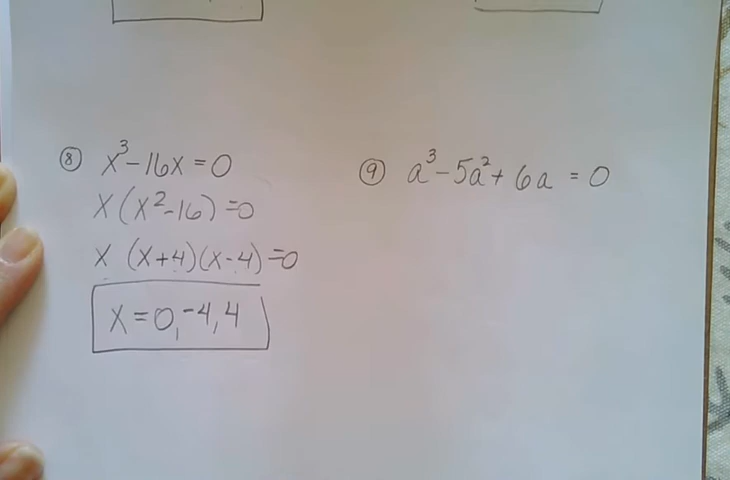 ⑧ x³ - 16x = 0
x (x² - 16) = 0
x (x+4)(x-4) = 0
x = 0, -4, 4
⑨ a³ - 5a² + 6a = 0